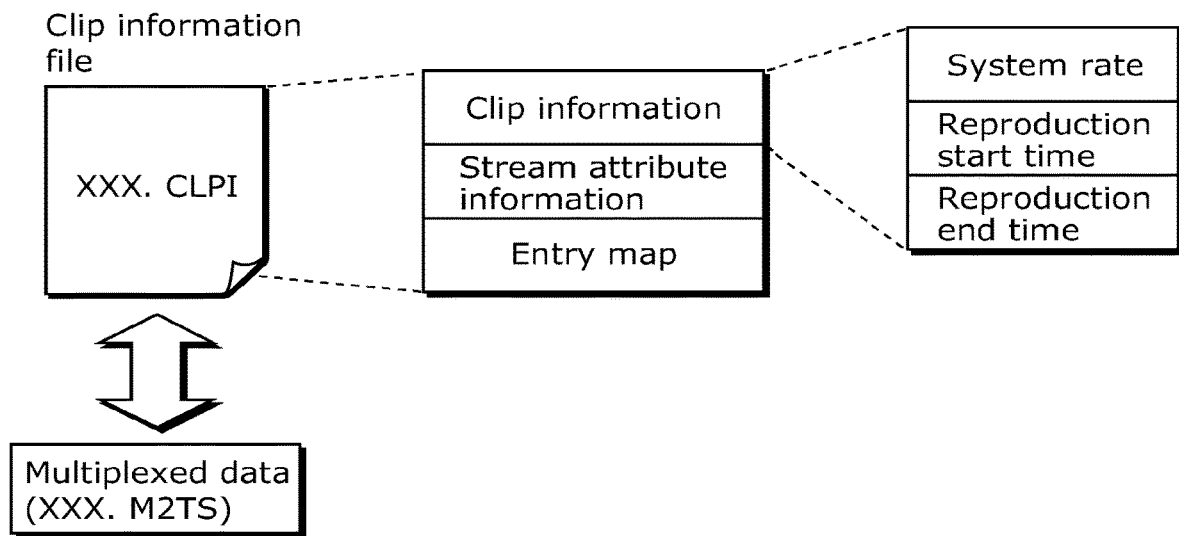 Clip information
file
XXX. CLPI
Clip information
Stream attribute
information
Entry map
System rate
Reproduction
start time
Reproduction
end time
Multiplexed data
(XXX. M2TS)